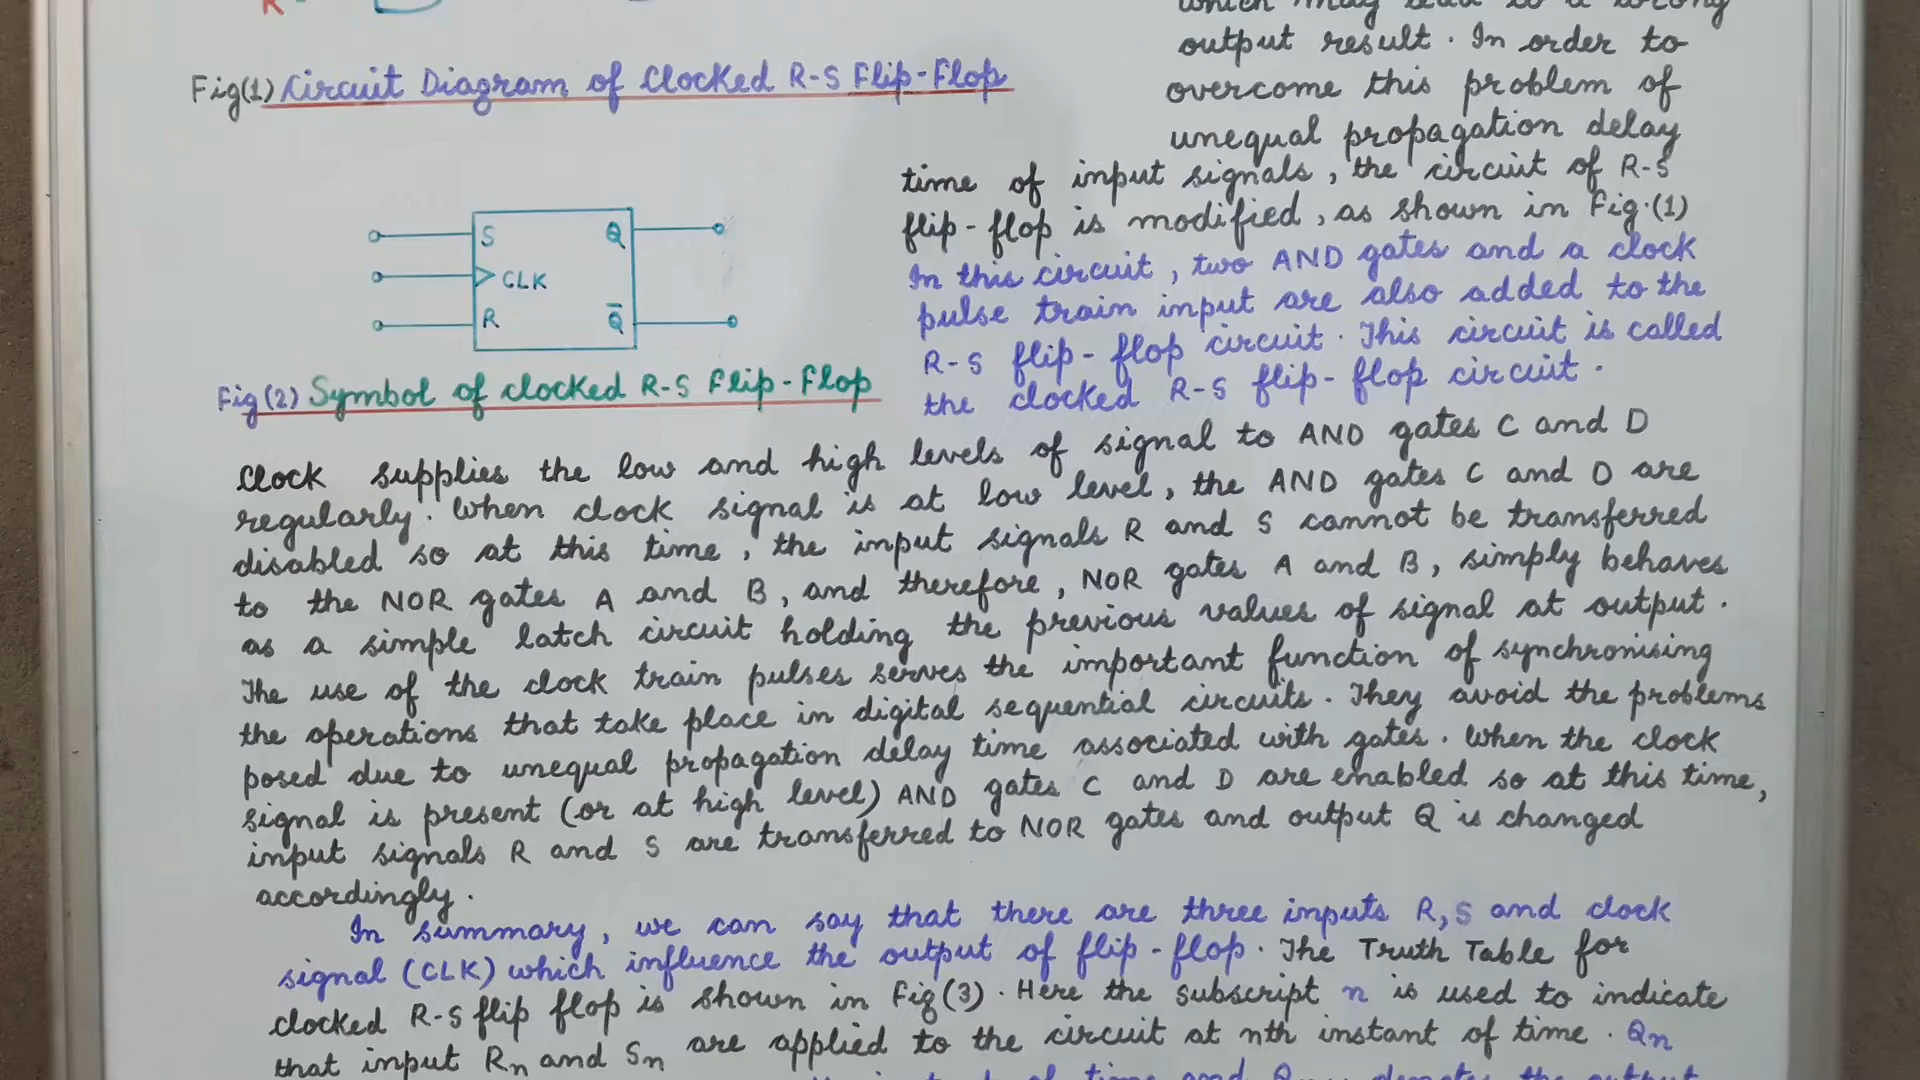 R
which may lead to a wrong
output result. In order to
overcome this problem of
unequal propagation delay
Fig(1) Circuit Diagram of Clocked R-S Flip-Flop
time of input signals, the circuit of R-S
flip-flop is modified, as shown in Fig.(1)
In this circuit, two AND gates and a clock
pulse train input are also added to the
R-S flip-flop circuit. This circuit is called
the clocked R-S flip-flop circuit.
S Q
CLK
R Q̅
Fig(2) Symbol of clocked R-S Flip-Flop
Clock supplies the low and high levels of signal to AND gates C and D
regularly. When clock signal is at low level, the AND gates C and D are
disabled so at this time, the input signals R and S cannot be transferred
to the NOR gates A and B, and therefore, NOR gates A and B, simply behaves
as a simple latch circuit holding the previous values of signal at output.
The use of the clock train pulses serves the important function of synchronising
the operations that take place in digital sequential circuits. They avoid the problems
posed due to unequal propagation delay time associated with gates. When the clock
signal is present (or at high level) AND gates C and D are enabled so at this time,
input signals R and S are transferred to NOR gates and output Q is changed
accordingly.
In summary, we can say that there are three inputs R, S and clock
signal (CLK) which influence the output of flip-flop. The Truth Table for
clocked R-S flip flop is shown in Fig(3). Here the subscript n is used to indicate
that input Rn and Sn are applied to the circuit at nth instant of time. Qn
of time and denotes the output